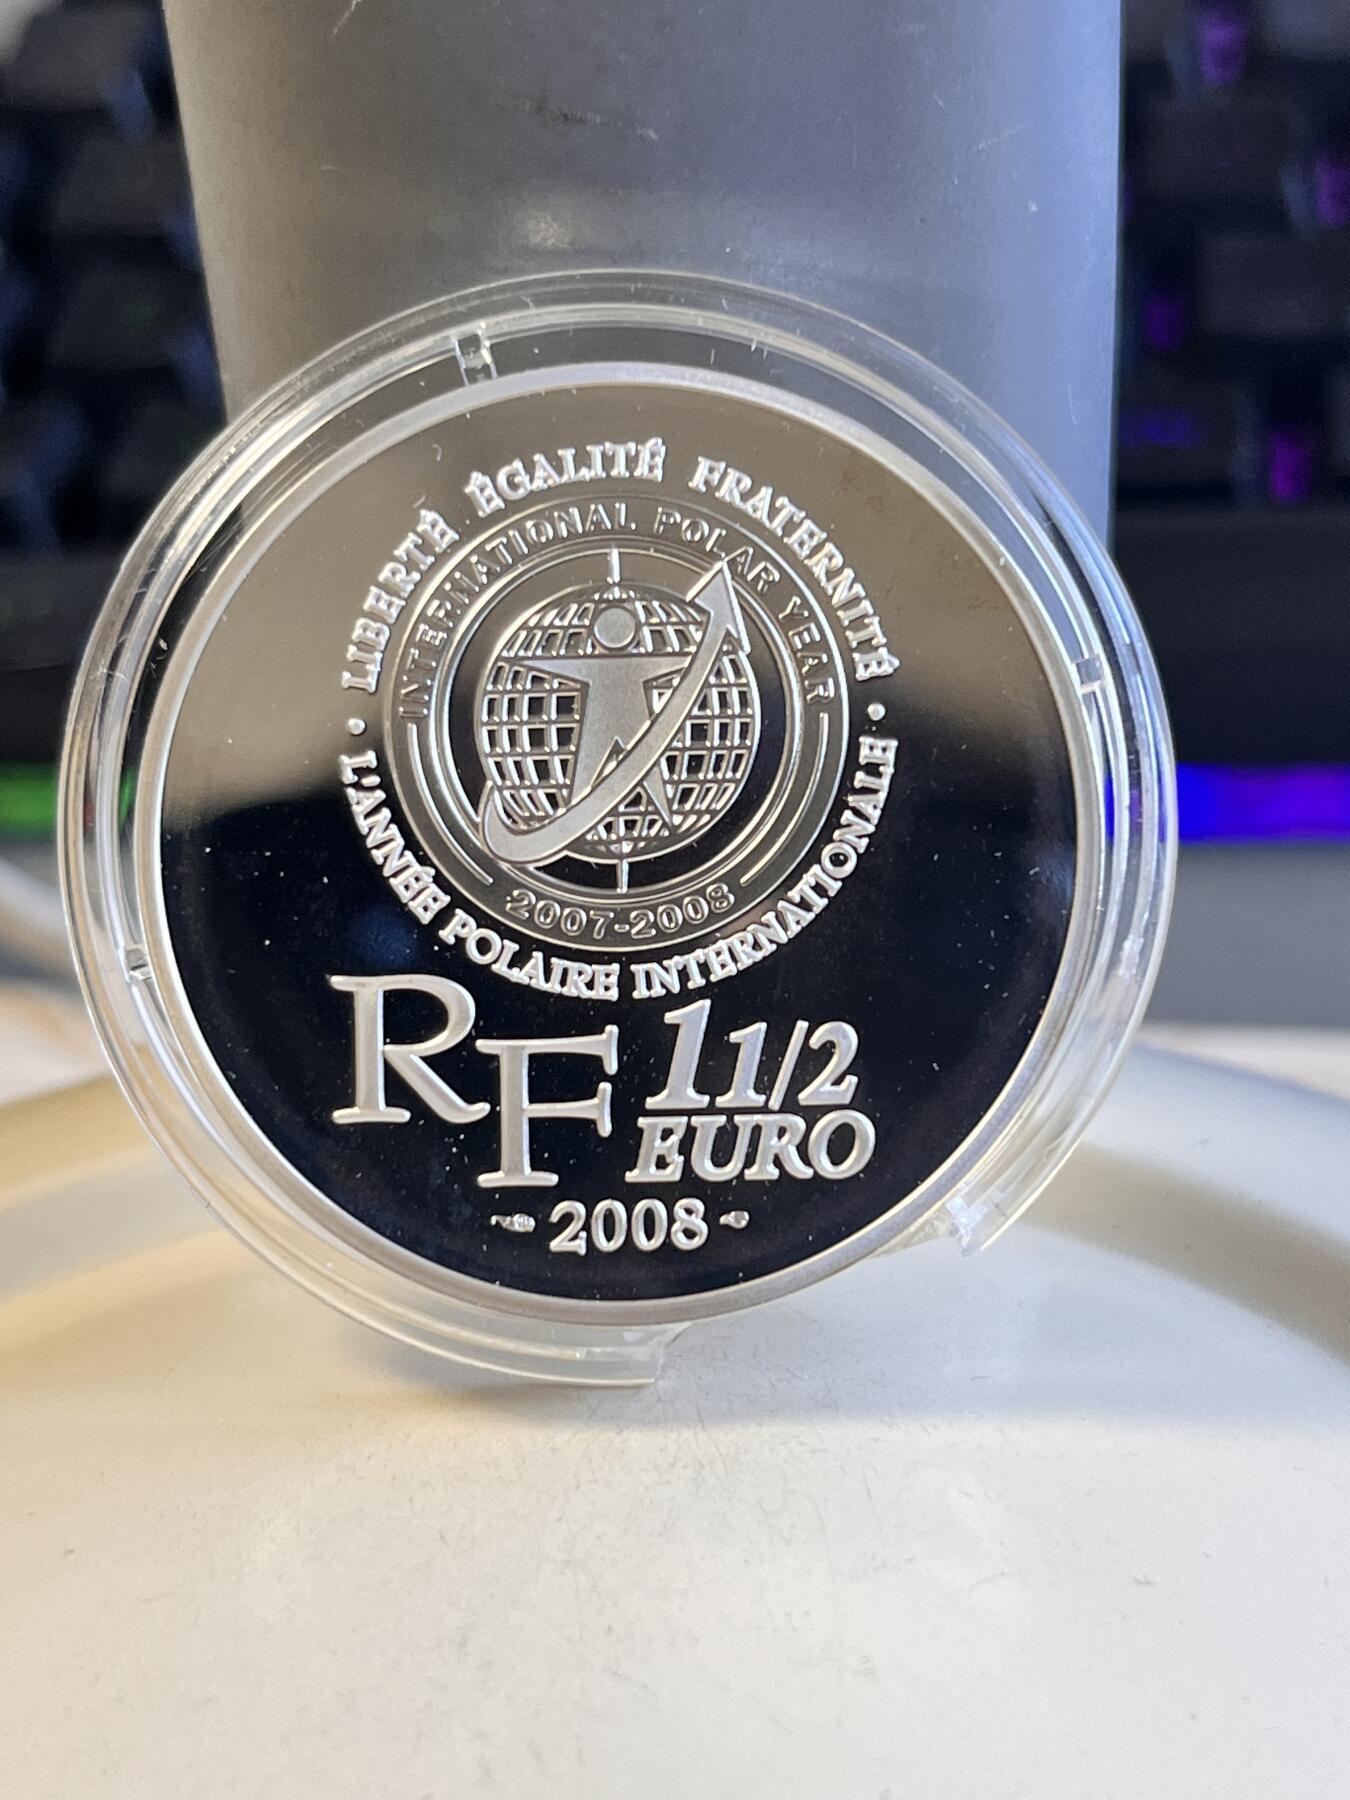 LIBERTÉ ÉGALITÉ FRATERNITÉ
INTERNATIONAL POLAR YEAR
2007-2008
· L'ANNÉE POLAIRE INTERNATIONALE ·
RF
1 1/2
EURO
2008